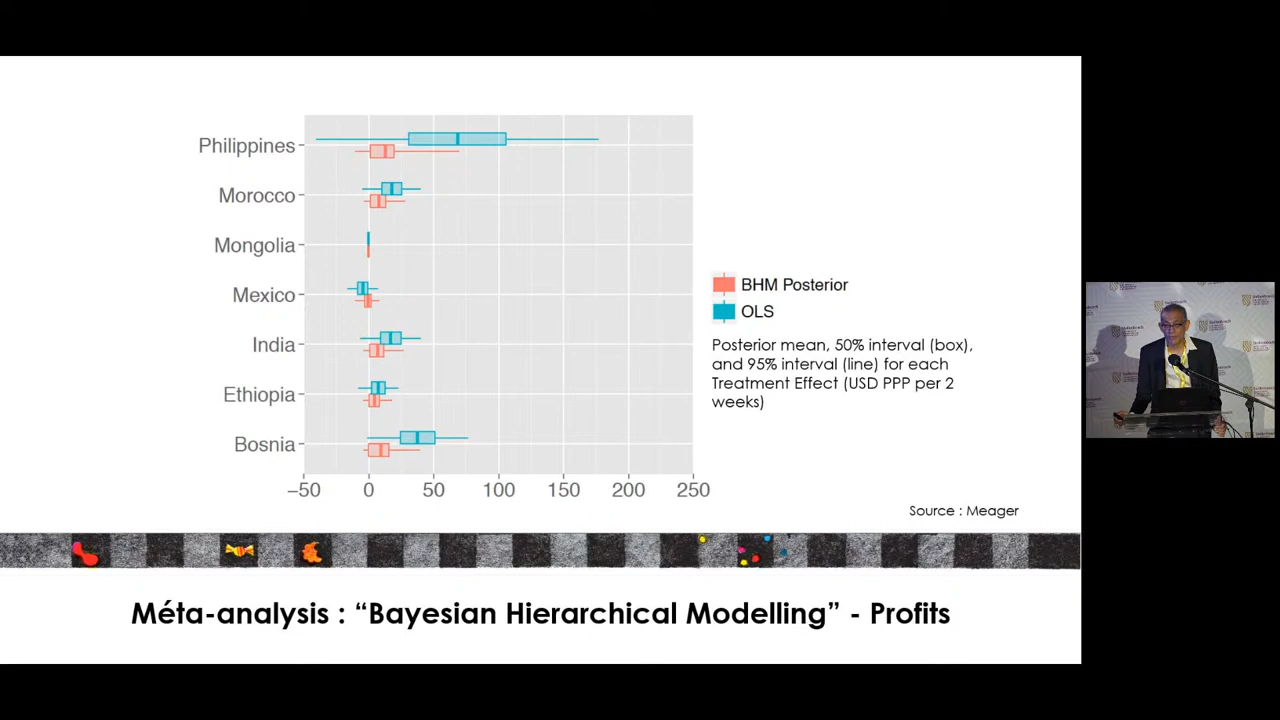 Philippines
Morocco
Mongolia
Mexico
India
Ethiopia
Bosnia
−50 0 50 100 150 200 250
BHM Posterior
OLS
Posterior mean, 50% interval (box),
and 95% interval (line) for each
Treatment Effect (USD PPP per 2
weeks)
Source : Meager
Méta-analysis : “Bayesian Hierarchical Modelling” - Profits